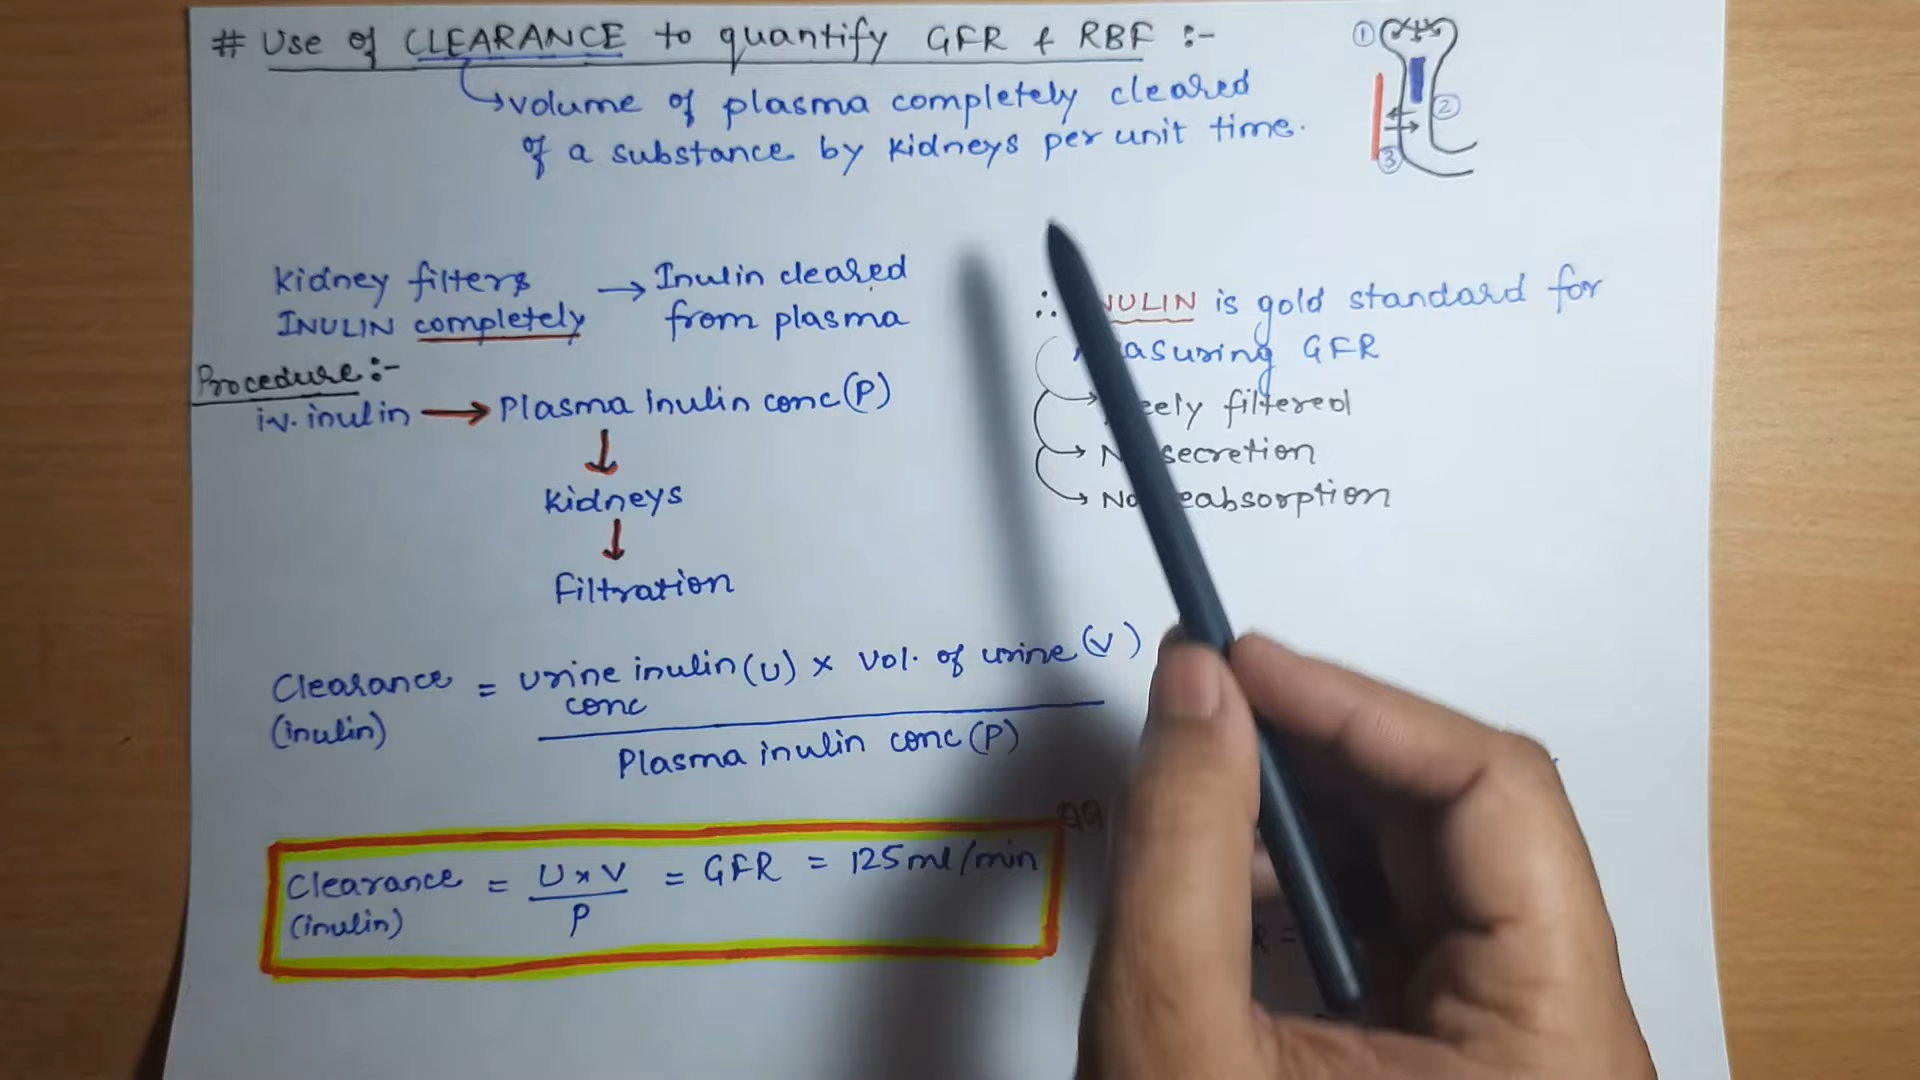 # Use of CLEARANCE to quantify GFR & RBF :-
→ volume of plasma completely cleared
of a substance by kidneys per unit time.
①
②
③
Kidney filters
INULIN completely
→ Inulin cleared
from plasma
Procedure :-
i.v. inulin → Plasma inulin conc (P)
↓
Kidneys
↓
Filtration
∴ is gold standard for
GFR
→ filtered
→ secretion
→
Clearance = urine inulin (U) × vol. of urine (V)
(inulin) conc
Plasma inulin conc (P)
Clearance = U × V = GFR = 125 ml/min
(inulin) P